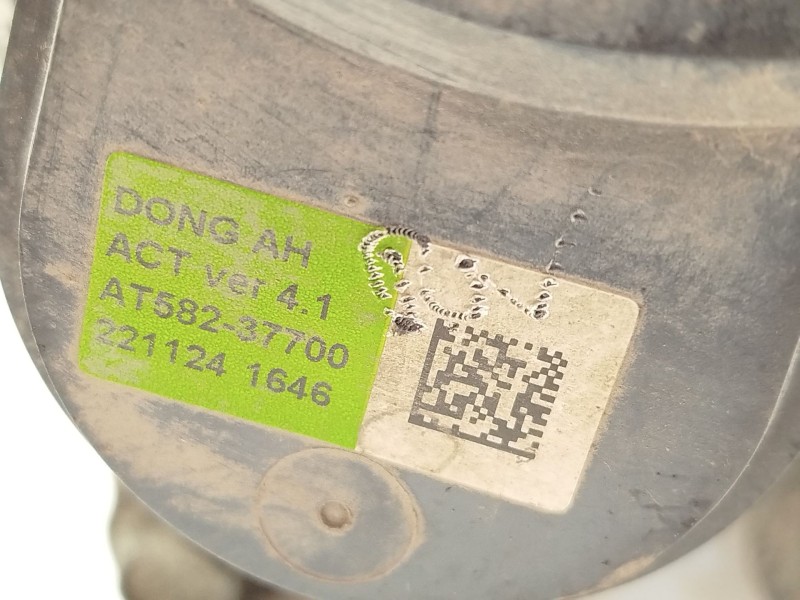 DONG AH
ACT ver 4.1
AT582-37700
221124 1646